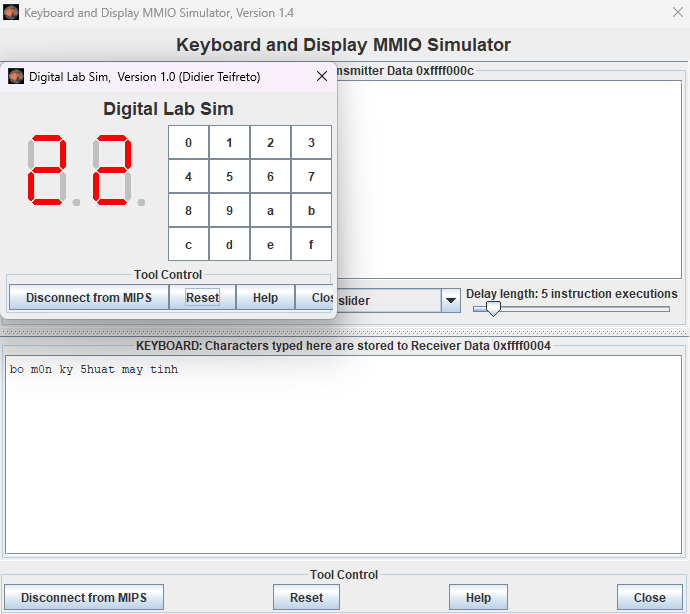 Keyboard and Display MMIO Simulator, Version 1.4
Keyboard and Display MMIO Simulator
nsmitter Data 0xffff000c
Digital Lab Sim, Version 1.0 (Didier Teifreto)
Digital Lab Sim
22
0 1 2 3
4 5 6 7
8 9 a b
c d e f
Tool Control
Disconnect from MIPS Reset Help Clos
slider
Delay length: 5 instruction executions
KEYBOARD: Characters typed here are stored to Receiver Data 0xffff0004
bo m0n ky 5huat may tinh
Tool Control
Disconnect from MIPS Reset Help Close